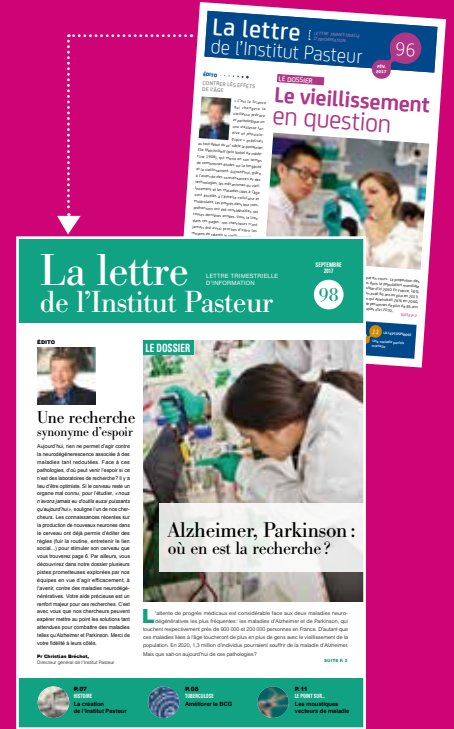 La lettre
de l'Institut Pasteur
LETTRE TRIMESTRIELLE
D'INFORMATION
96
FÉV.
2017
ÉDITO
CONTRER LES EFFETS
DE L'ÂGE
LE DOSSIER
Le vieillissement
en question
La lettre
de l'Institut Pasteur
LETTRE TRIMESTRIELLE
D'INFORMATION
SEPTEMBRE
2017
98
ÉDITO
Une recherche
synonyme d'espoir
Aujourd'hui, rien ne permet d'agir contre
la neurodégénérescence associée à des
maladies tant redoutées. Face à ces
pathologies, d'où peut venir l'espoir si ce
n'est des laboratoires de recherche? Il y a
lieu d'être optimiste. Si le cerveau reste un
organe mal connu, pour l'étudier, «nous
n'avons jamais eu d'outils aussi puissants
qu'aujourd'hui», souligne l'un de nos cher-
cheurs. Les connaissances récentes sur
la production de nouveaux neurones dans
le cerveau ont déjà permis d'éditer des
règles (fuir la routine, entretenir le lien
social...) pour stimuler son cerveau que
vous trouverez page 6. Par ailleurs, vous
découvrirez dans notre dossier plusieurs
pistes prometteuses explorées par nos
équipes en vue d'agir efficacement, à
l'avenir, contre des maladies neurodégé-
nératives. Votre aide précieuse est un
renfort majeur pour ces recherches. C'est
avec vous que nos chercheurs peuvent
espérer mettre au point les solutions tant
attendues pour combattre des maladies
telles qu'Alzheimer et Parkinson. Merci de
votre fidélité à leurs côtés.
Pr Christian Bréchot,
Directeur général de l'Institut Pasteur
LE DOSSIER
Alzheimer, Parkinson :
où en est la recherche ?
L'attente de progrès médicaux est considérable face aux deux maladies neuro-
dégénératives les plus fréquentes : les maladies d'Alzheimer et de Parkinson, qui
touchent respectivement près de 900 000 et 200 000 personnes en France. D'autant que
ces maladies liées à l'âge toucheront de plus en plus de gens avec le vieillissement de la
population. En 2020, 1,3 million d'individus pourraient souffrir de la maladie d'Alzheimer.
Mais que sait-on aujourd'hui de ces pathologies?
SUITE P. 2
P.07
HISTOIRE
La création
de l'Institut Pasteur
P.08
TUBERCULOSE
Améliorer le BCG
P.11
LE POINT SUR...
Les moustiques
vecteurs de maladie